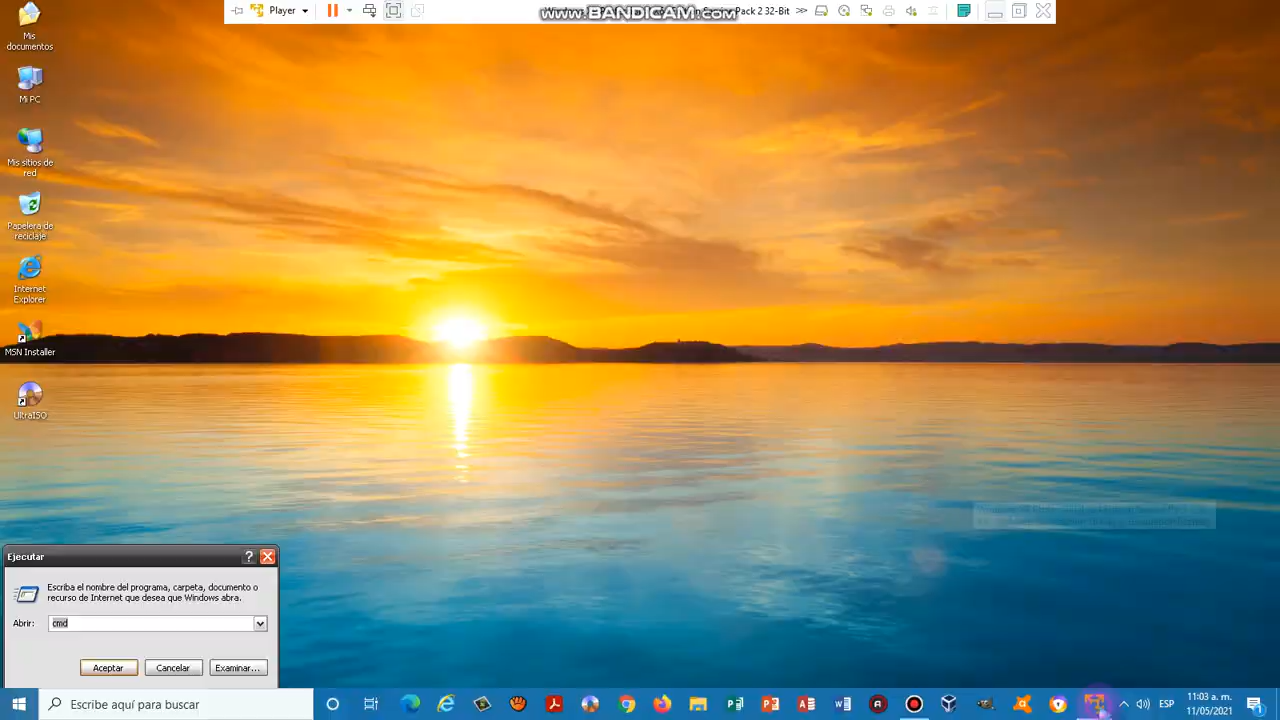 Player
Pack 2 32-Bit
www.BANDICAM.com
Mis
documentos
Mi PC
Mis sitios de
red
Papelera de
reciclaje
Internet
Explorer
MSN Installer
UltraISO
Ejecutar
Escriba el nombre del programa, carpeta, documento o
recurso de Internet que desea que Windows abra.
Abrir: cmd
Aceptar Cancelar Examinar...
Escribe aquí para buscar
ESP
11:03 a. m.
11/05/2021